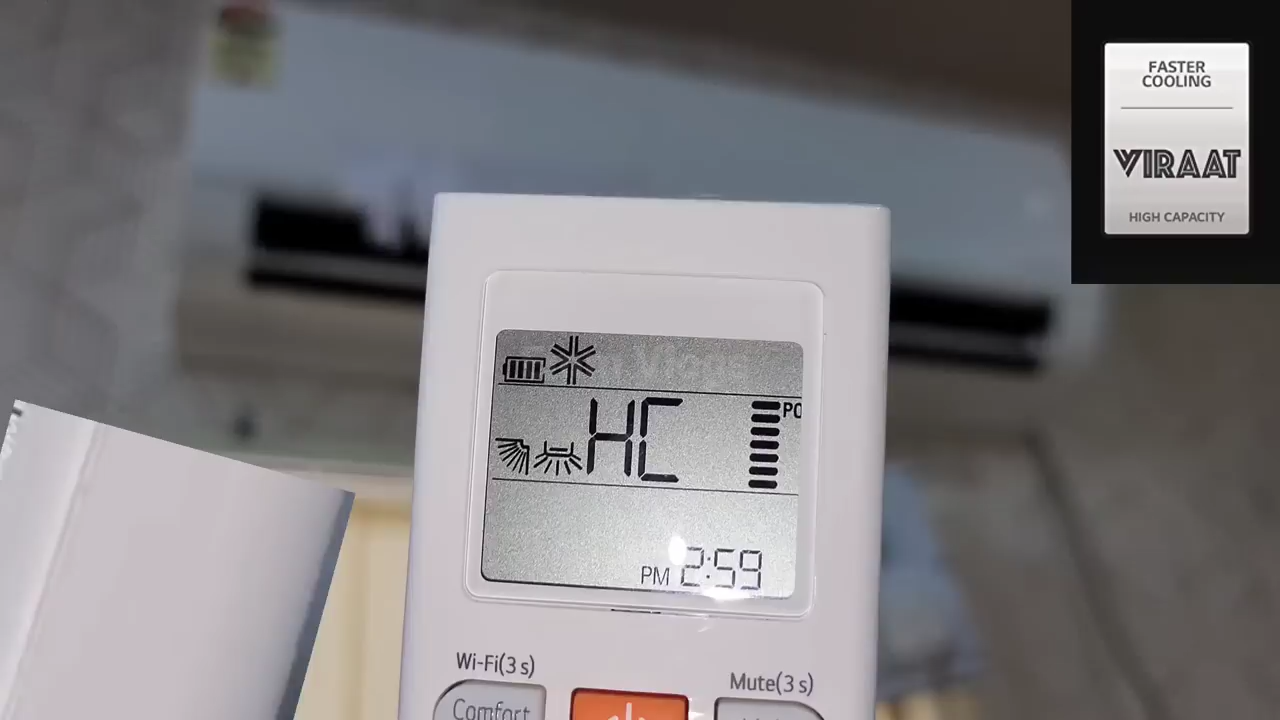 FASTER
COOLING
VIRAAT
HIGH CAPACITY
HC
PO
PM 2:59
Wi-Fi(3 s)
Mute(3 s)
Comfort